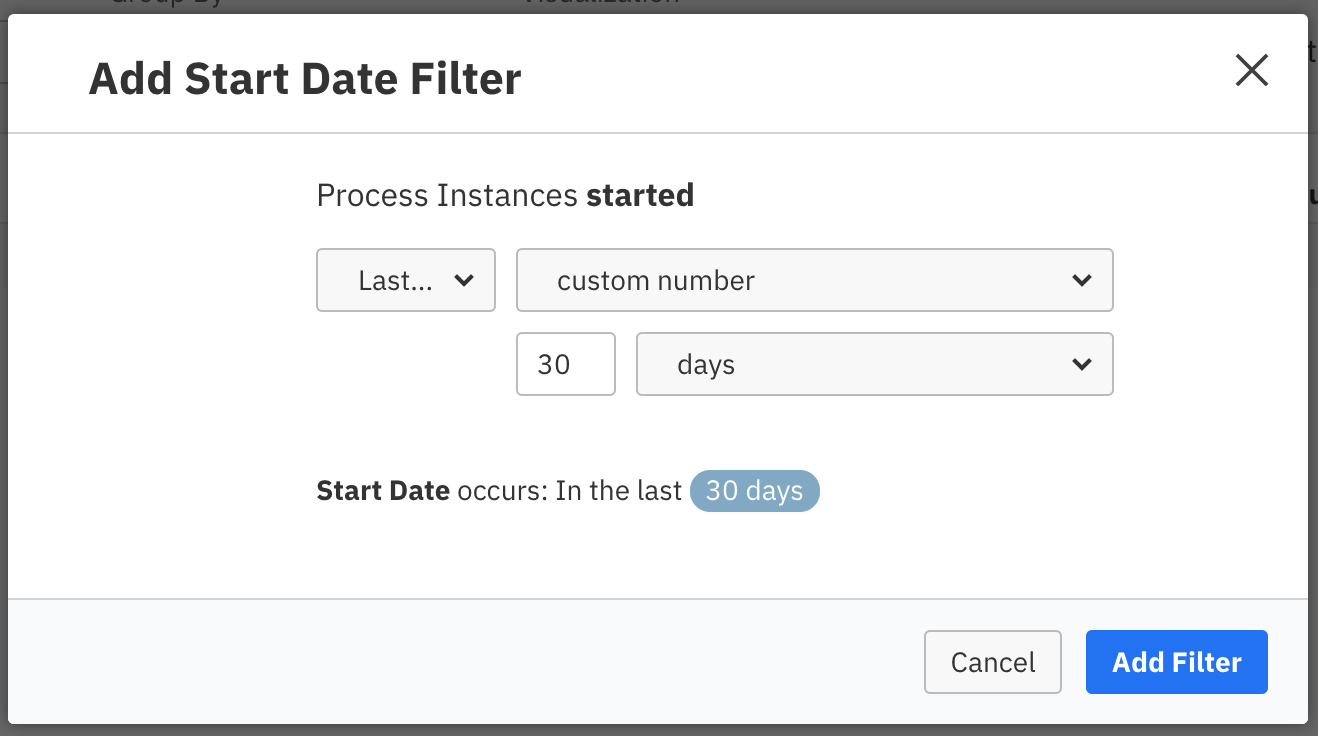 Add Start Date Filter
Process Instances started
Last... custom number
30 days
Start Date occurs: In the last 30 days
Cancel Add Filter